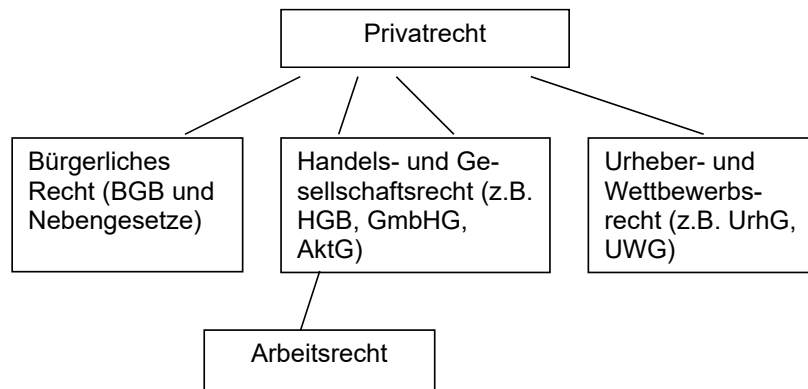 Privatrecht
Bürgerliches
Recht (BGB und
Nebengesetze)
Handels- und Ge-
sellschaftsrecht (z.B.
HGB, GmbHG,
AktG)
Urheber- und
Wettbewerbs-
recht (z.B. UrhG,
UWG)
Arbeitsrecht